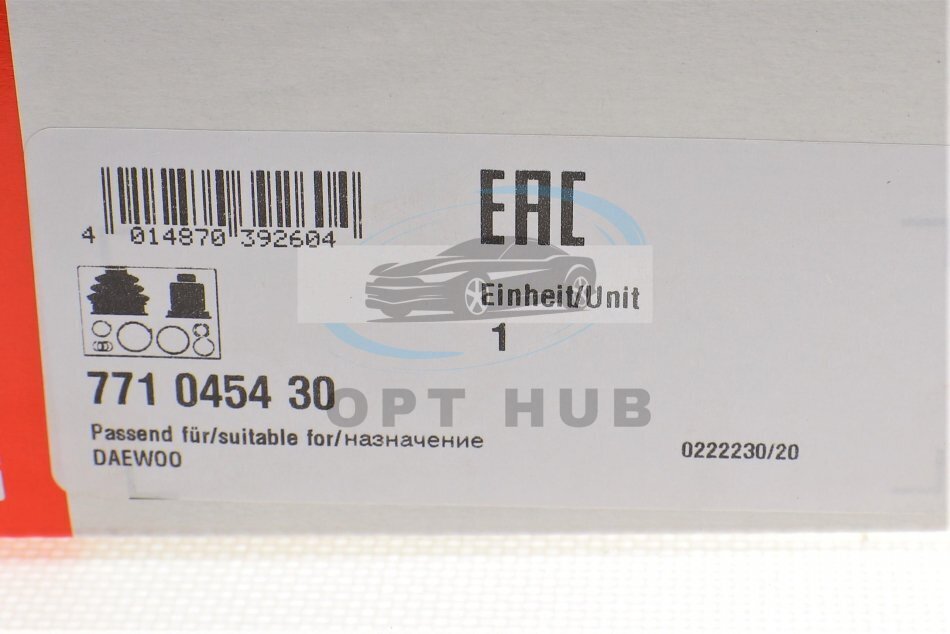 EAC
4 014870 392604
Einheit/Unit
1
771 0454 30
OPT HUB
Passend für/suitable for/назначение
DAEWOO
0222230/20